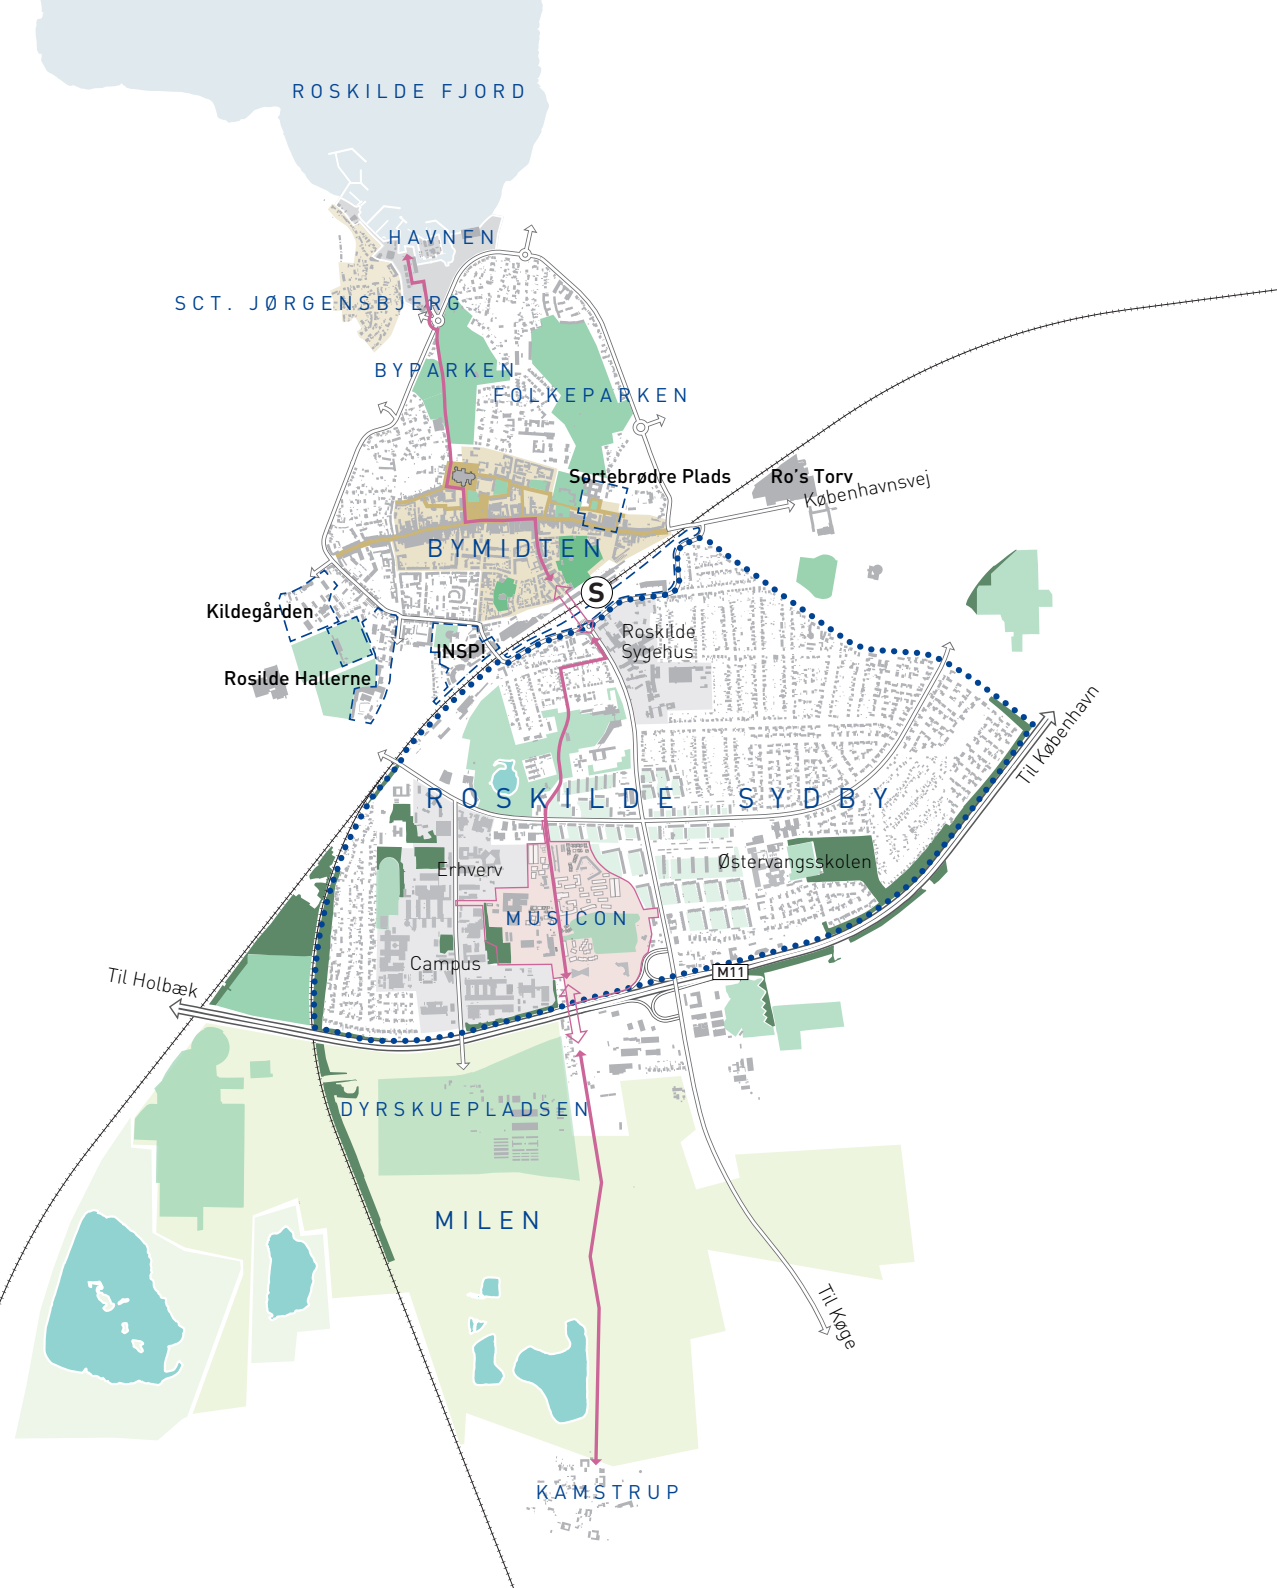 ROSKILDE FJORD
HAVNEN
SCT. JØRGENSBJERG
BYPARKEN
FOLKEPARKEN
Sortebrødre Plads
Ro's Torv
Københavnsvej
BYMIDTEN
S
Kildegården
Roskilde
Sygehus
INSP!
Rosilde Hallerne
Til København
ROSKILDE SYDBY
Østervangsskolen
Erhverv
MUSICON
Campus
M11
Til Holbæk
DYRSKUEPLADSEN
MILEN
Til Køge
KAMSTRUP